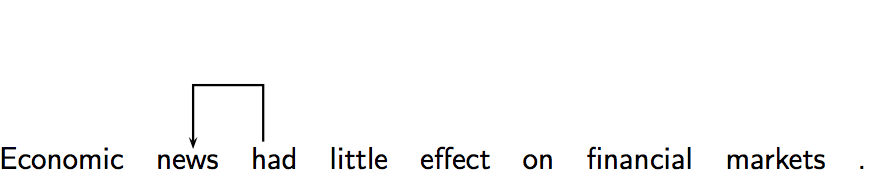 Economic news had little effect on financial markets .